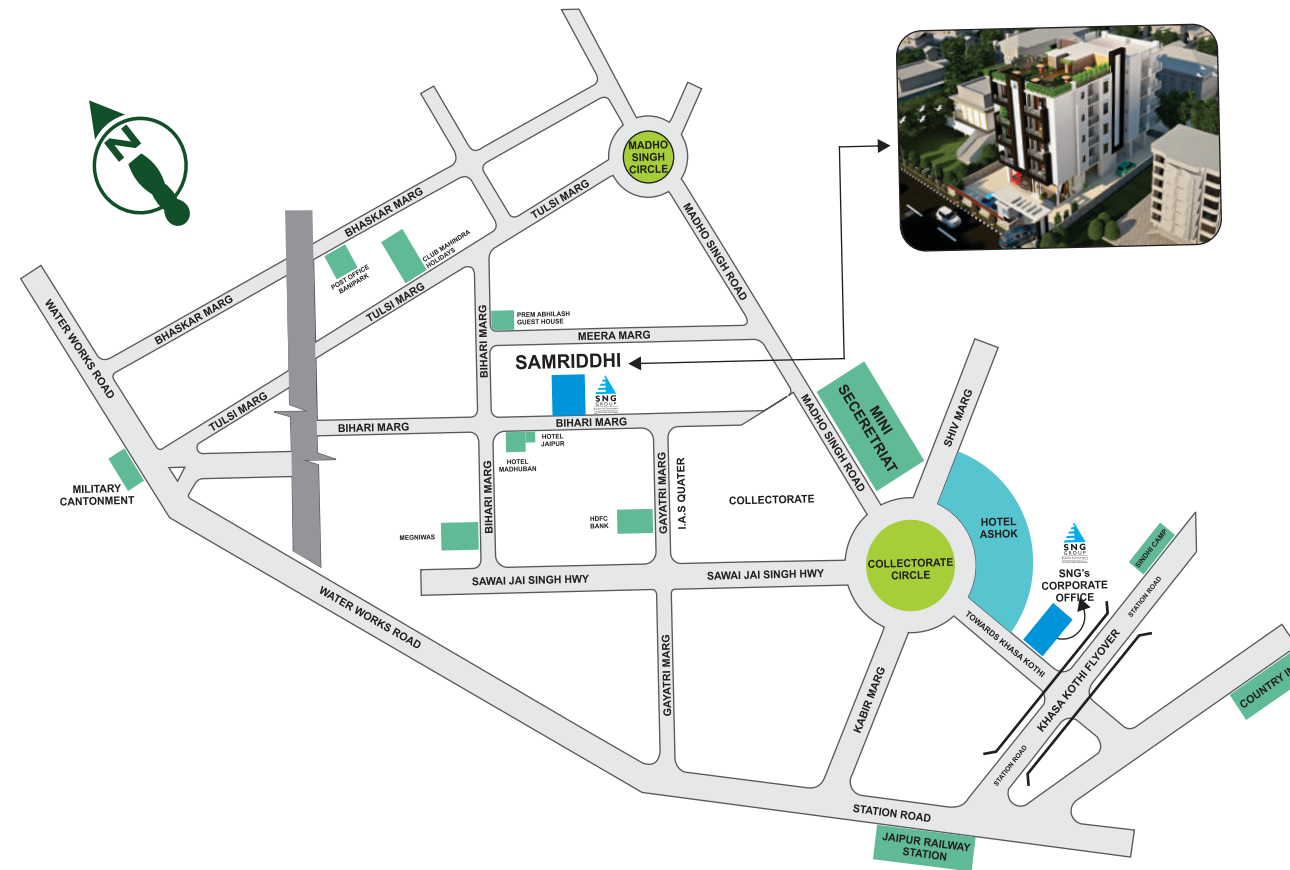 N
MADHO
SINGH
CIRCLE
BHASKAR MARG
TULSI MARG
CLUB MAHINDRA
HOLIDAYS
POST OFFICE
BANIPARK
MADHO SINGH ROAD
WATER WORKS ROAD
BHASKAR MARG
TULSI MARG
BIHARI MARG
PREM ABHILASH
GUEST HOUSE
MEERA MARG
SAMRIDDHI
SNG
GROUP
MINI
SECERETRIAT
SHIV MARG
TULSI MARG
BIHARI MARG
BIHARI MARG
MADHO SINGH ROAD
HOTEL
JAIPUR
HOTEL
MADHUBAN
MILITARY
CANTONMENT
BIHARI MARG
GAYATRI MARG
I.A.S QUATER
COLLECTORATE
HDFC
BANK
MEGNIWAS
HOTEL
ASHOK
SNG
GROUP
SINDHI CAMP
COLLECTORATE
CIRCLE
SAWAI JAI SINGH HWY
SAWAI JAI SINGH HWY
SNG's
CORPORATE
OFFICE
STATION ROAD
WATER WORKS ROAD
TOWARDS KHASA KOTHI
KHASA KOTHI FLYOVER
GAYATRI MARG
KABIR MARG
COUNTRY IN
STATION ROAD
STATION ROAD
JAIPUR RAILWAY
STATION